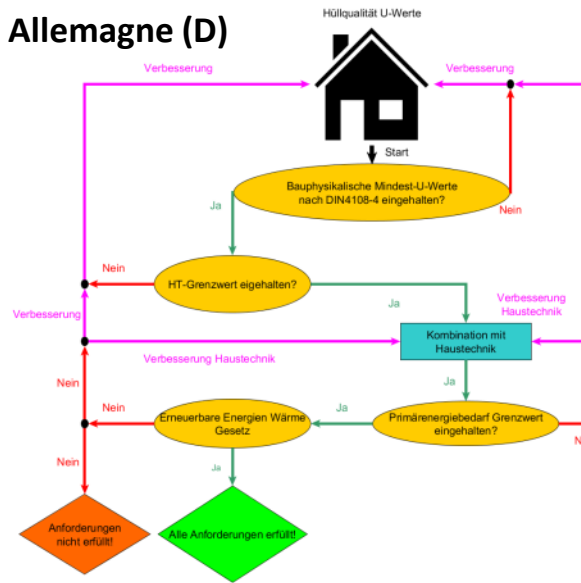 Allemagne (D)
Hüllqualität U-Werte
Verbesserung
Verbesserung
Start
Bauphysikalische Mindest-U-Werte
nach DIN4108-4 eingehalten?
Ja
Nein
Nein
HT-Grenzwert eigehalten?
Ja
Verbesserung
Haustechnik
Verbesserung
Kombination mit
Haustechnik
Verbesserung Haustechnik
Nein
Ja
Nein
Erneuerbare Energien Wärme
Gesetz
Ja
Primärenergiebedarf Grenzwert
eingehalten?
Nein
Ja
Anforderungen
nicht erfüllt!
Alle Anforderungen erfüllt!